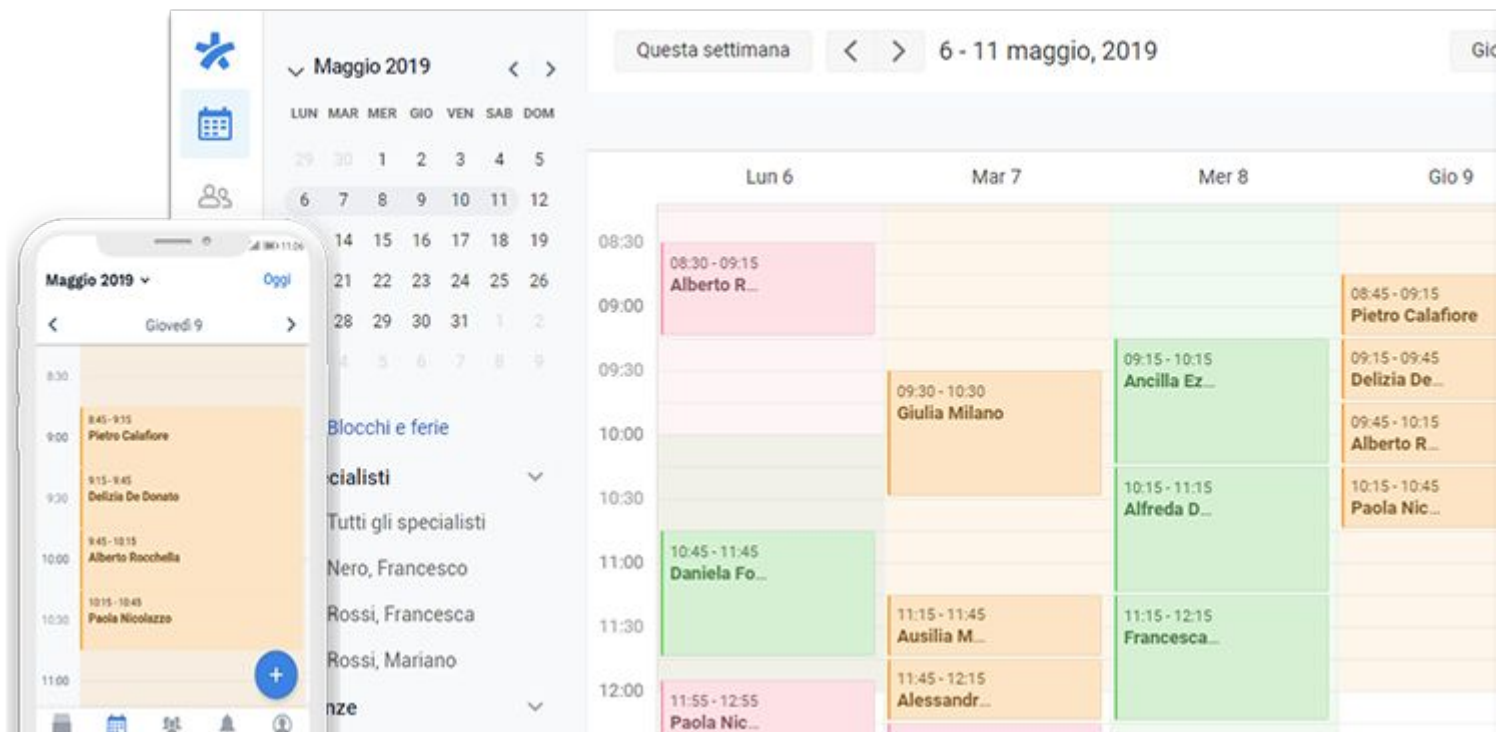 Maggio 2019
LUN MAR MER GIO VEN SAB DOM
29 30 1 2 3 4 5
6 7 8 9 10 11 12
14 15 16 17 18 19
21 22 23 24 25 26
28 29 30 31 1 2
4 5 6 7 8 9
Blocchi e ferie
cialisti
Tutti gli specialisti
Nero, Francesco
Rossi, Francesca
Rossi, Mariano
nze
Questa settimana
6 - 11 maggio, 2019
Gio
Lun 6 Mar 7 Mer 8 Gio 9
08:30
09:00
09:30
10:00
10:30
11:00
11:30
12:00
08:30 - 09:15
Alberto R...
10:45 - 11:45
Daniela Fo...
11:55 - 12:55
Paola Nic...
09:30 - 10:30
Giulia Milano
11:15 - 11:45
Ausilia M...
11:45 - 12:15
Alessandr...
09:15 - 10:15
Ancilla Ez...
10:15 - 11:15
Alfreda D...
11:15 - 12:15
Francesca...
08:45 - 09:15
Pietro Calafiore
09:15 - 09:45
Delizia De...
09:45 - 10:15
Alberto R...
10:15 - 10:45
Paola Nic...
11:06
Maggio 2019
Oggi
Giovedì 9
8:30
9:00
9:30
10:00
10:30
11:00
8:45 - 9:15
Pietro Calafiore
9:15 - 9:45
Delizia De Donato
9:45 - 10:15
Alberto Rocchella
10:15 - 10:45
Paola Nicolazzo
+